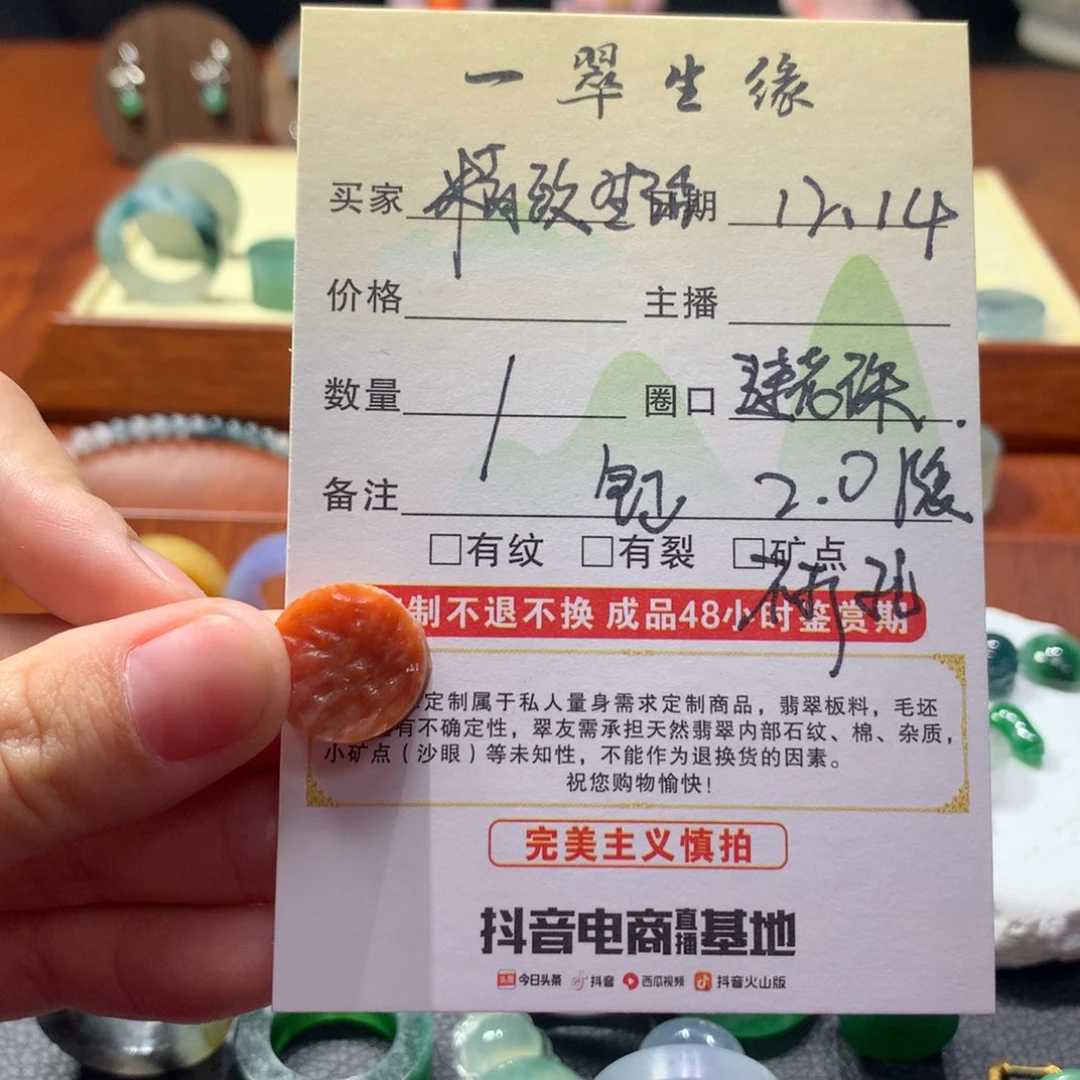 一翠生缘
买家 精致生活 日期 12.14
价格 主播
数量 1 圈口
备注 2.0版
□有纹 □有裂 □矿点
制不退不换 成品48小时鉴赏期
定制属于私人量身需求定制商品，翡翠板料，毛坯
有不确定性，翠友需承担天然翡翠内部石纹、棉、杂质，
小矿点（沙眼）等未知性，不能作为退换货的因素。
祝您购物愉快！
完美主义慎拍
抖音电商直播基地
头条 今日头条 抖音 西瓜视频 抖音火山版